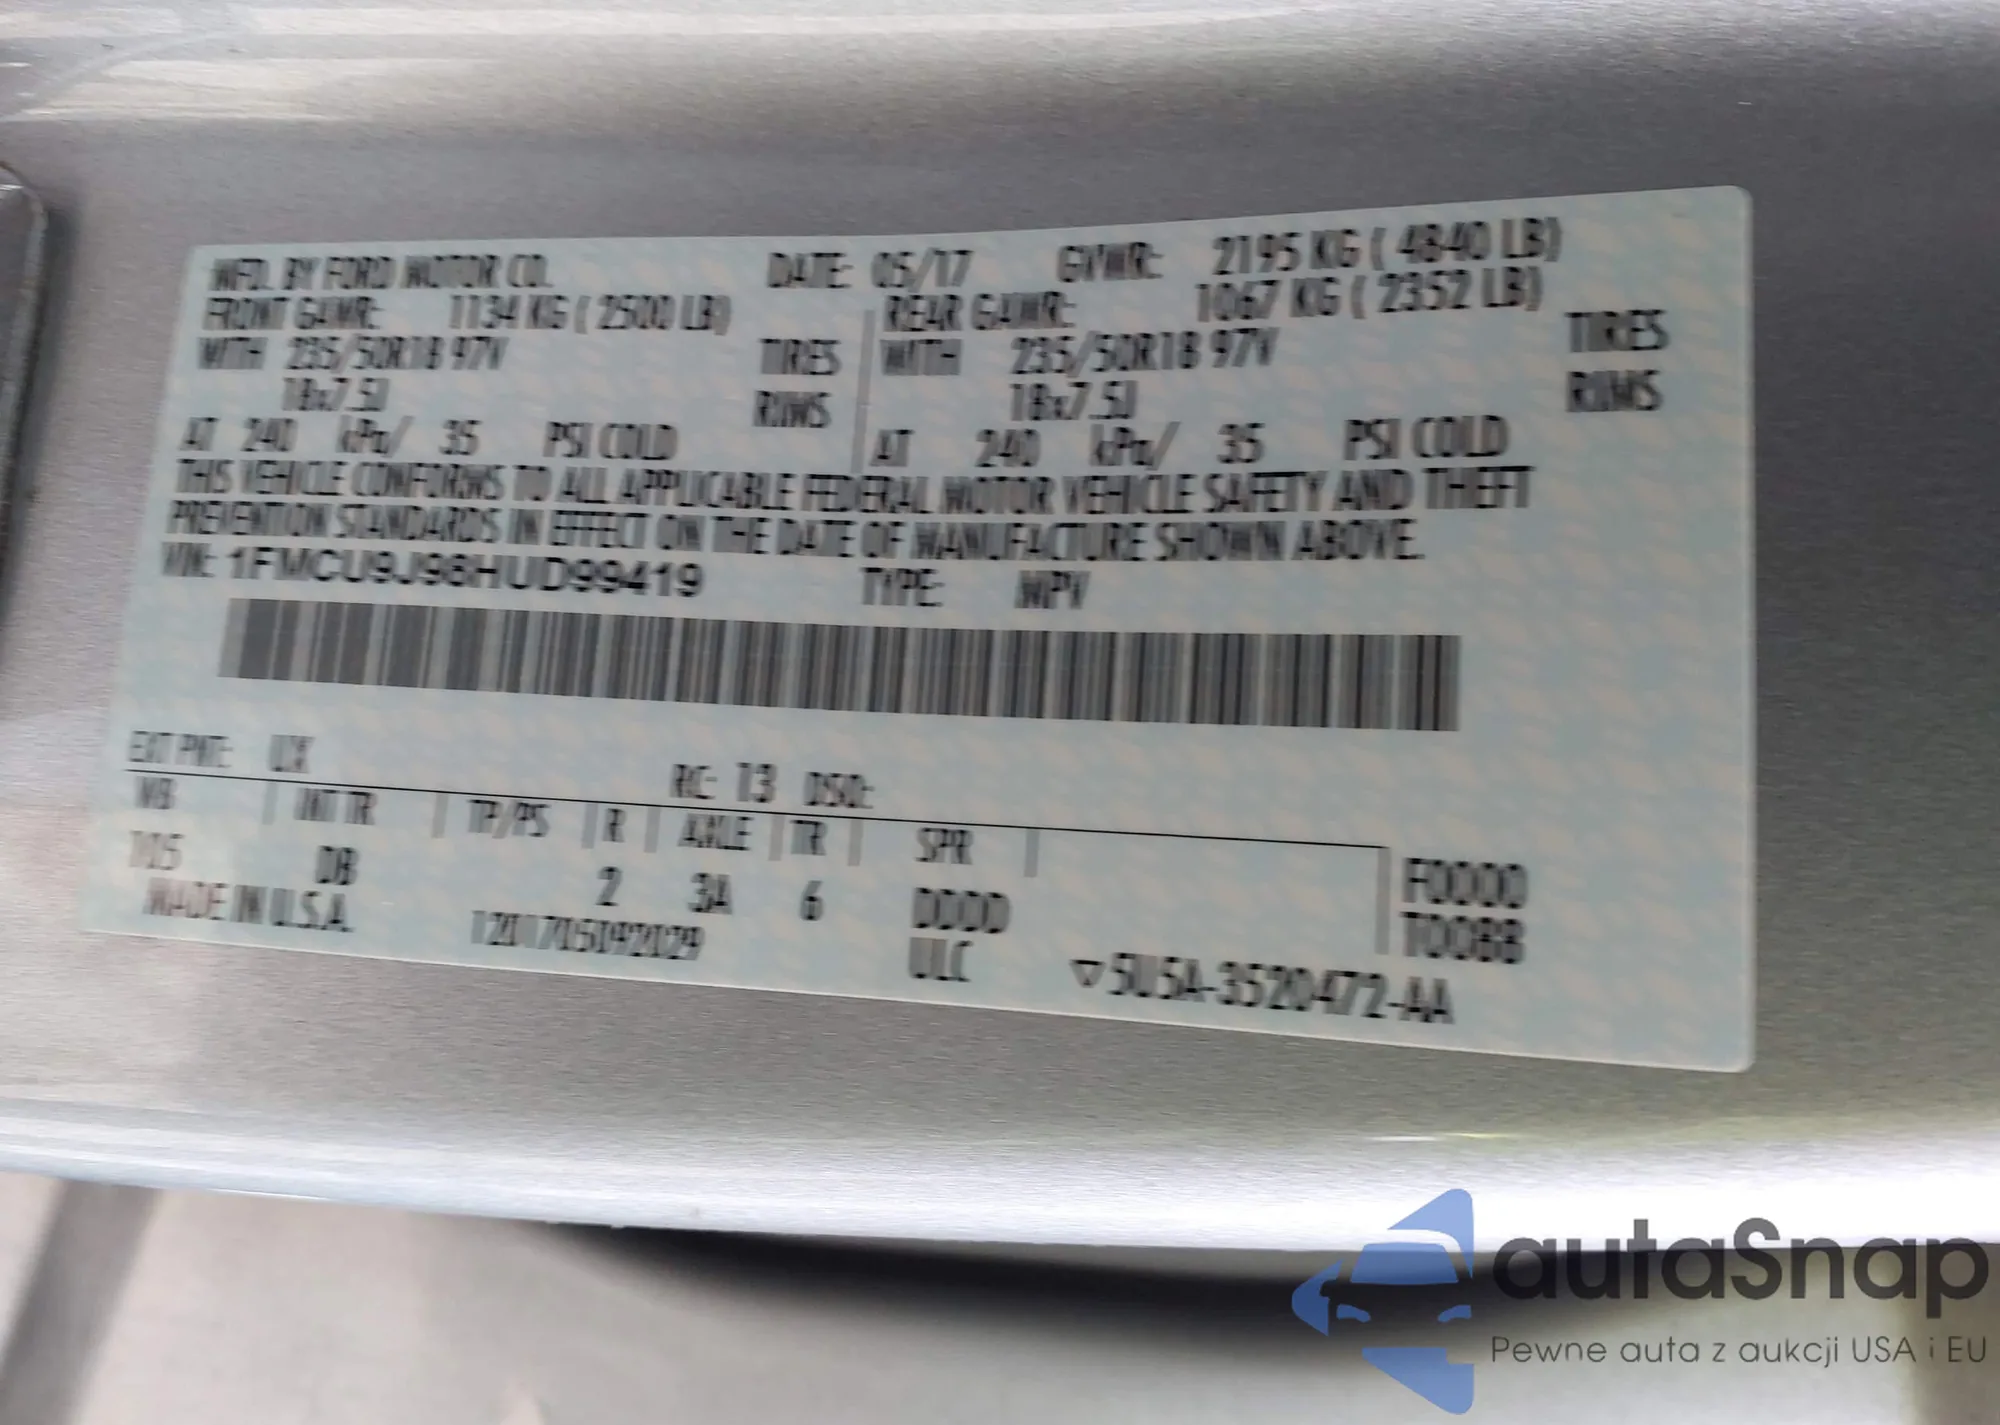 MFD. BY FORD MOTOR CO. DATE: 05/17 GVWR: 2195 KG ( 4840 LB)
FRONT GAWR: 1134 KG ( 2500 LB) REAR GAWR: 1067 KG ( 2352 LB)
WITH 235/50R18 97V TIRES WITH 235/50R18 97V TIRES
18x7.5J RIMS 18x7.5J RIMS
AT 240 kPa/ 35 PSI COLD AT 240 kPa/ 35 PSI COLD
THIS VEHICLE CONFORMS TO ALL APPLICABLE FEDERAL MOTOR VEHICLE SAFETY AND THEFT
PREVENTION STANDARDS IN EFFECT ON THE DATE OF MANUFACTURE SHOWN ABOVE.
VIN: 1FMCU9J98HUD99419 TYPE: MPV
EXT PNT: UX RC: 13 DSO:
WB INT TR TP/PS R AXLE TR SPR
105 DB 2 3A 6 DDDD F0000
MADE IN U.S.A. 1201705092029 ULC T0088
▽5U5A-3520472-AA
autaSnap
Pewne auta z aukcji USA i EU